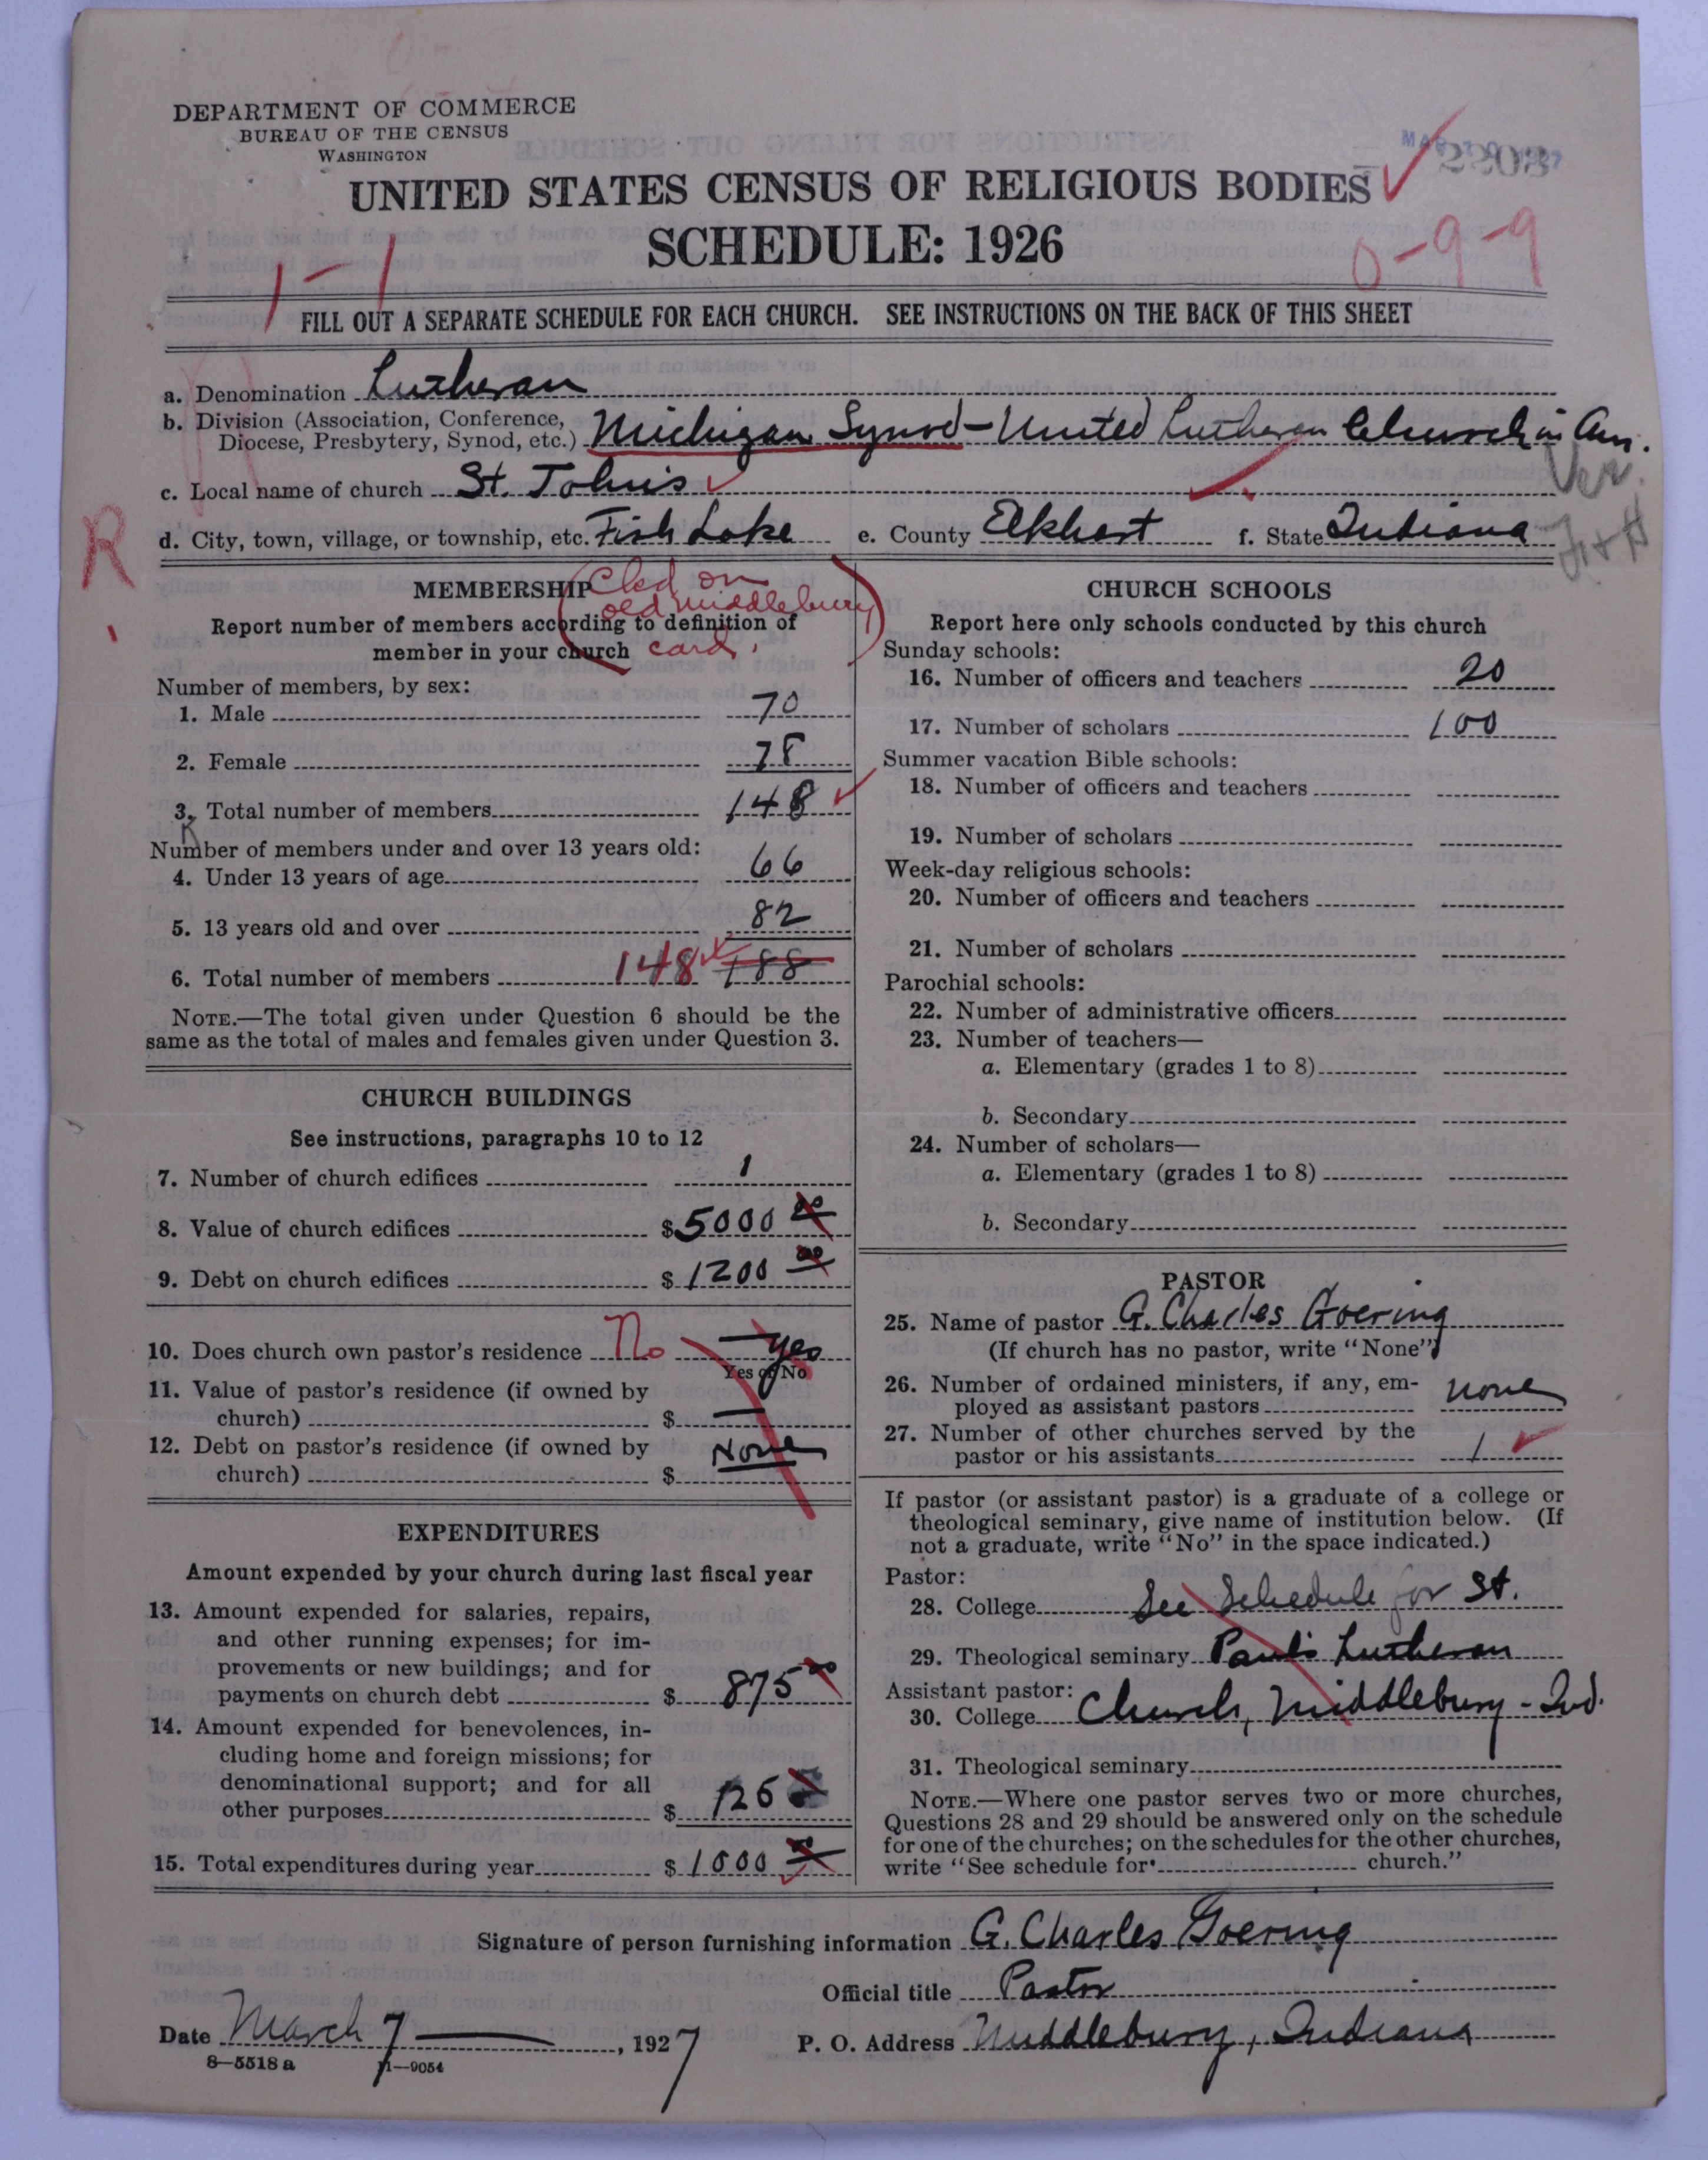 DEPARTMENT OF COMMERCE
BUREAU OF THE CENSUS
WASHINGTON
2203
UNITED STATES CENSUS OF RELIGIOUS BODIES
SCHEDULE: 1926
1-1
0-9-9
FILL OUT A SEPARATE SCHEDULE FOR EACH CHURCH. SEE INSTRUCTIONS ON THE BACK OF THIS SHEET
a. Denomination Lutheran
b. Division (Association, Conference,
Diocese, Presbytery, Synod, etc.) Michigan Synod - United Lutheran Church in Am.
Ver.
c. Local name of church St. John's
R
d. City, town, village, or township, etc. Fish Lake e. County Elkhart f. State Indiana
MEMBERSHIP
Cled on
old Middlebury
card.
Report number of members according to definition of
member in your church
Number of members, by sex:
1. Male 70
2. Female 78
3. Total number of members 148
R
Number of members under and over 13 years old:
4. Under 13 years of age 66
5. 13 years old and over 82
6. Total number of members 148 188
NOTE.—The total given under Question 6 should be the
same as the total of males and females given under Question 3.
CHURCH BUILDINGS
See instructions, paragraphs 10 to 12
7. Number of church edifices 1
8. Value of church edifices $5000 00
9. Debt on church edifices $1200 00
10. Does church own pastor's residence No — yes
Yes or No
11. Value of pastor's residence (if owned by
church) $ —
12. Debt on pastor's residence (if owned by
church) $ None
EXPENDITURES
Amount expended by your church during last fiscal year
13. Amount expended for salaries, repairs,
and other running expenses; for im-
provements or new buildings; and for
payments on church debt $ 875 00
14. Amount expended for benevolences, in-
cluding home and foreign missions; for
denominational support; and for all
other purposes $ 125
15. Total expenditures during year $ 1000 00
CHURCH SCHOOLS
Report here only schools conducted by this church
Sunday schools:
16. Number of officers and teachers 20
17. Number of scholars 100
Summer vacation Bible schools:
18. Number of officers and teachers
19. Number of scholars
Week-day religious schools:
20. Number of officers and teachers
21. Number of scholars
Parochial schools:
22. Number of administrative officers
23. Number of teachers—
a. Elementary (grades 1 to 8)
b. Secondary
24. Number of scholars—
a. Elementary (grades 1 to 8)
b. Secondary
PASTOR
25. Name of pastor G. Charles Goering
(If church has no pastor, write "None")
26. Number of ordained ministers, if any, em-
ployed as assistant pastors none
27. Number of other churches served by the
pastor or his assistants 1
If pastor (or assistant pastor) is a graduate of a college or
theological seminary, give name of institution below. (If
not a graduate, write "No" in the space indicated.)
Pastor:
28. College See Schedule for St.
29. Theological seminary Paul's Lutheran
Assistant pastor:
30. College Church, Middlebury - Ind.
31. Theological seminary
NOTE.—Where one pastor serves two or more churches,
Questions 28 and 29 should be answered only on the schedule
for one of the churches; on the schedules for the other churches,
write "See schedule for church."
Signature of person furnishing information G. Charles Goering
Official title Pastor
Date March 7, 1927 P. O. Address Middlebury, Indiana
8—5518 a 11—9054